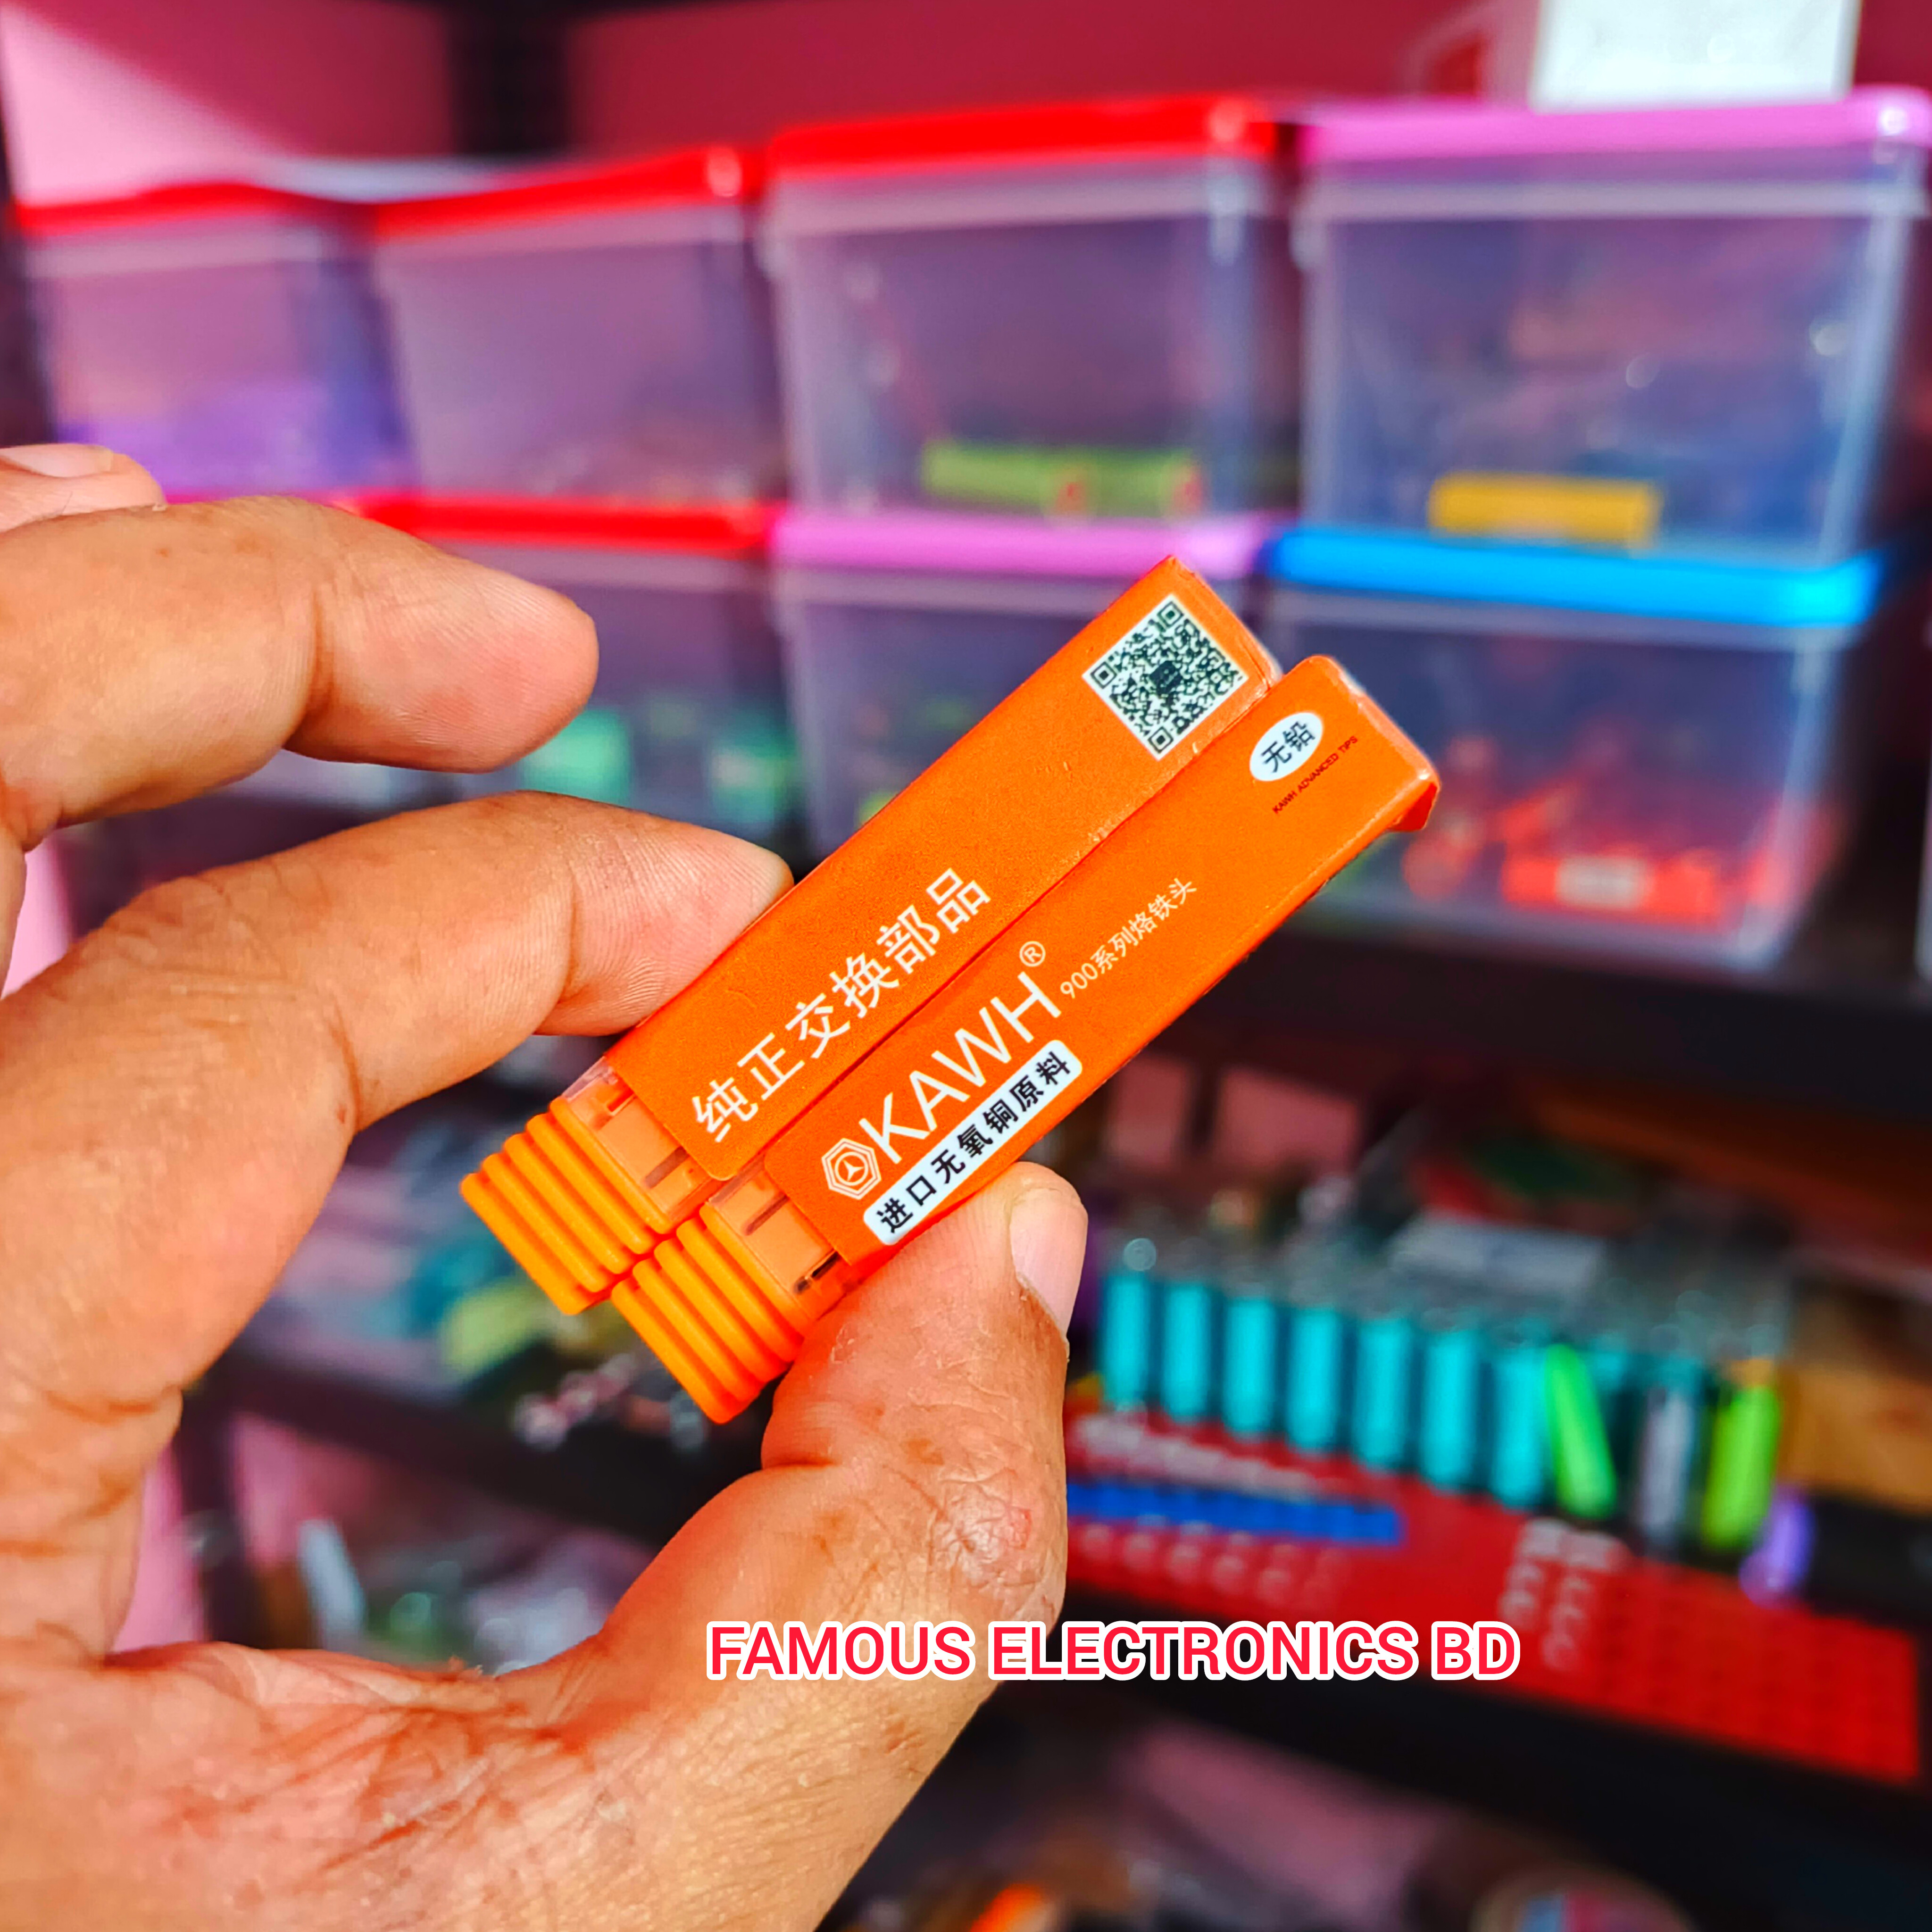 纯正交换部品
无铅
KAWH ADVANCED TIPS
KAWH®
900系列烙铁头
进口无氧铜原料
FAMOUS ELECTRONICS BD